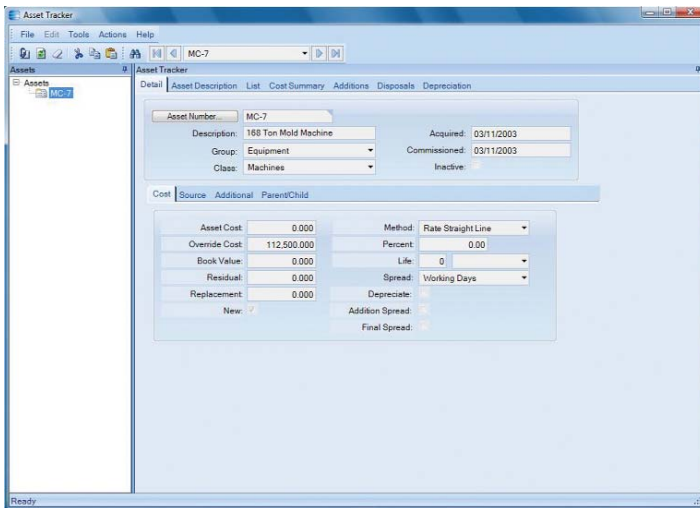 Asset Tracker
File Edit Tools Actions Help
MC-7
Assets
Asset Tracker
Assets
MC-7
Detail Asset Description List Cost Summary Additions Disposals Depreciation
Asset Number... MC-7
Description: 168 Ton Mold Machine Acquired: 03/11/2003
Group: Equipment Commissioned: 03/11/2003
Class: Machines Inactive:
Cost Source Additional Parent/Child
Asset Cost: 0.000 Method: Rate Straight Line
Override Cost: 112,500.000 Percent: 0.00
Book Value: 0.000 Life: 0
Residual: 0.000 Spread: Working Days
Replacement: 0.000 Depreciate:
New: Addition Spread:
Final Spread:
Ready